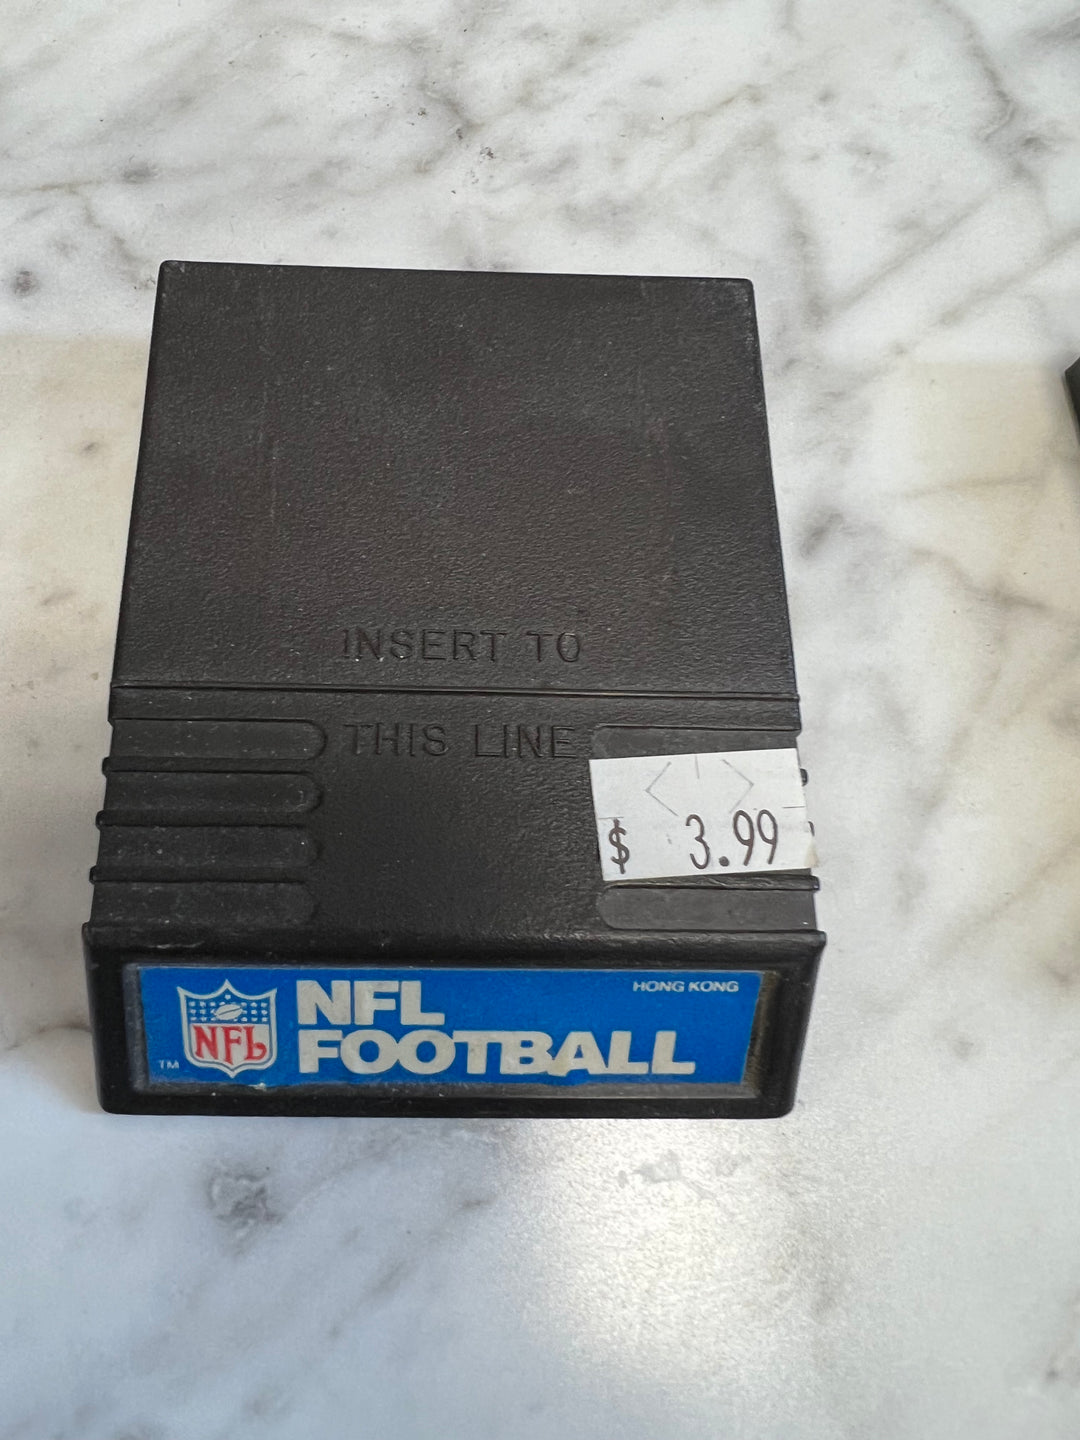 INSERT TO
THIS LINE
$ 3.99
NFL
NFL
FOOTBALL
HONG KONG
TM